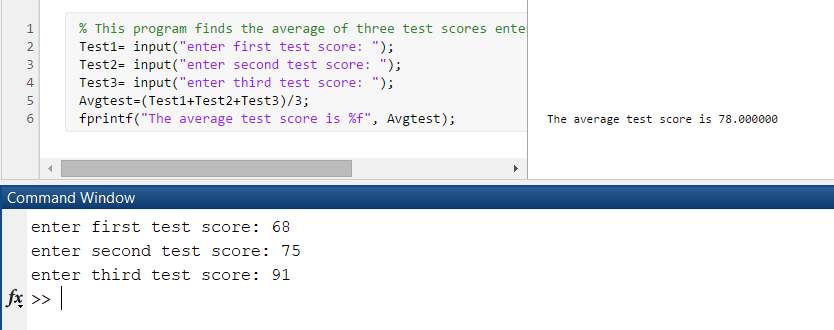 1 % This program finds the average of three test scores ente
2 Test1= input("enter first test score: ");
3 Test2= input("enter second test score: ");
4 Test3= input("enter third test score: ");
5 Avgtest=(Test1+Test2+Test3)/3;
6 fprintf("The average test score is %f", Avgtest);
The average test score is 78.000000
Command Window
enter first test score: 68
enter second test score: 75
enter third test score: 91
fx >>